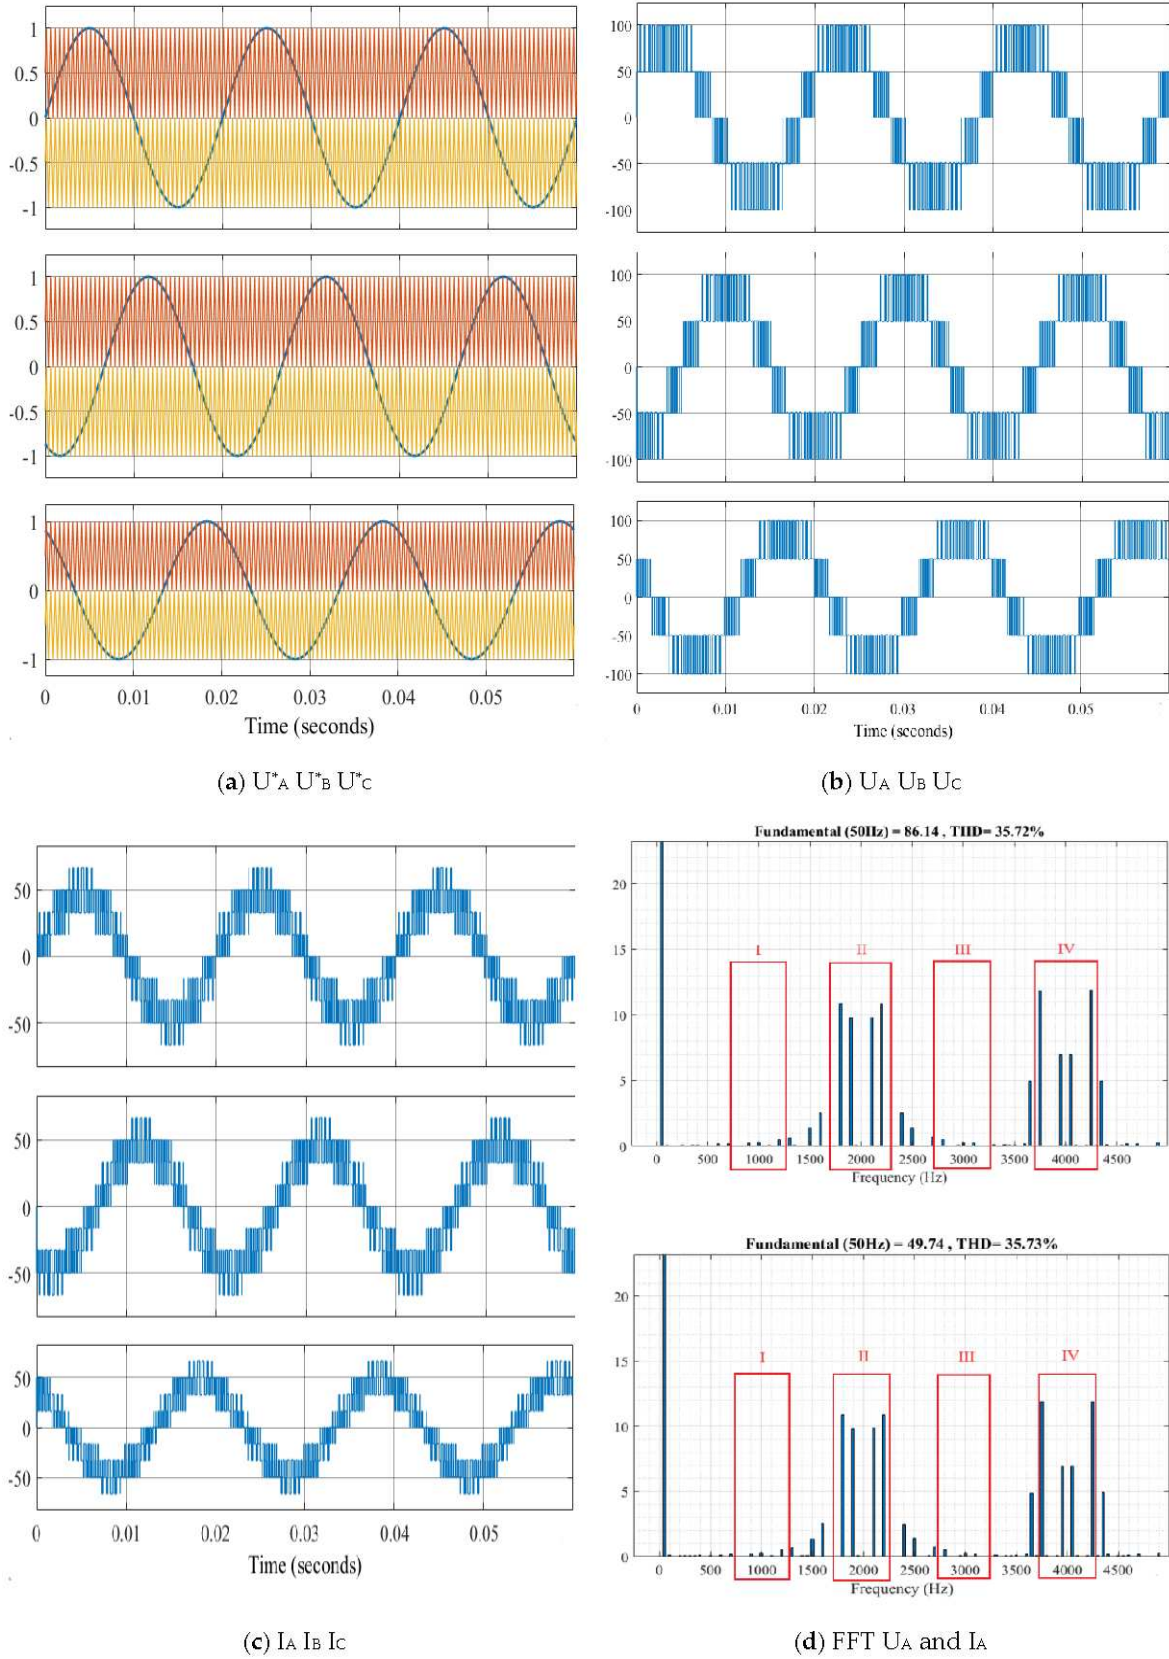 1
0.5
0
-0.5
-1
1
0.5
0
-0.5
-1
1
0
-1
0 0.01 0.02 0.03 0.04 0.05
Time (seconds)
(a) U*A U*B U*C
100
50
0
-50
-100
100
50
0
-50
-100
100
50
0
-50
-100
0 0.01 0.02 0.03 0.04 0.05
Time (seconds)
(b) UA UB UC
50
0
-50
50
0
-50
50
0
-50
0 0.01 0.02 0.03 0.04 0.05
Time (seconds)
(c) IA IB IC
Fundamental (50Hz) = 86.14 , THD= 35.72%
20
15
10
5
0
I II III IV
0 500 1000 1500 2000 2500 3000 3500 4000 4500
Frequency (Hz)
Fundamental (50Hz) = 49.74 , THD= 35.73%
20
15
10
5
0
I II III IV
0 500 1000 1500 2000 2500 3000 3500 4000 4500
Frequency (Hz)
(d) FFT UA and IA